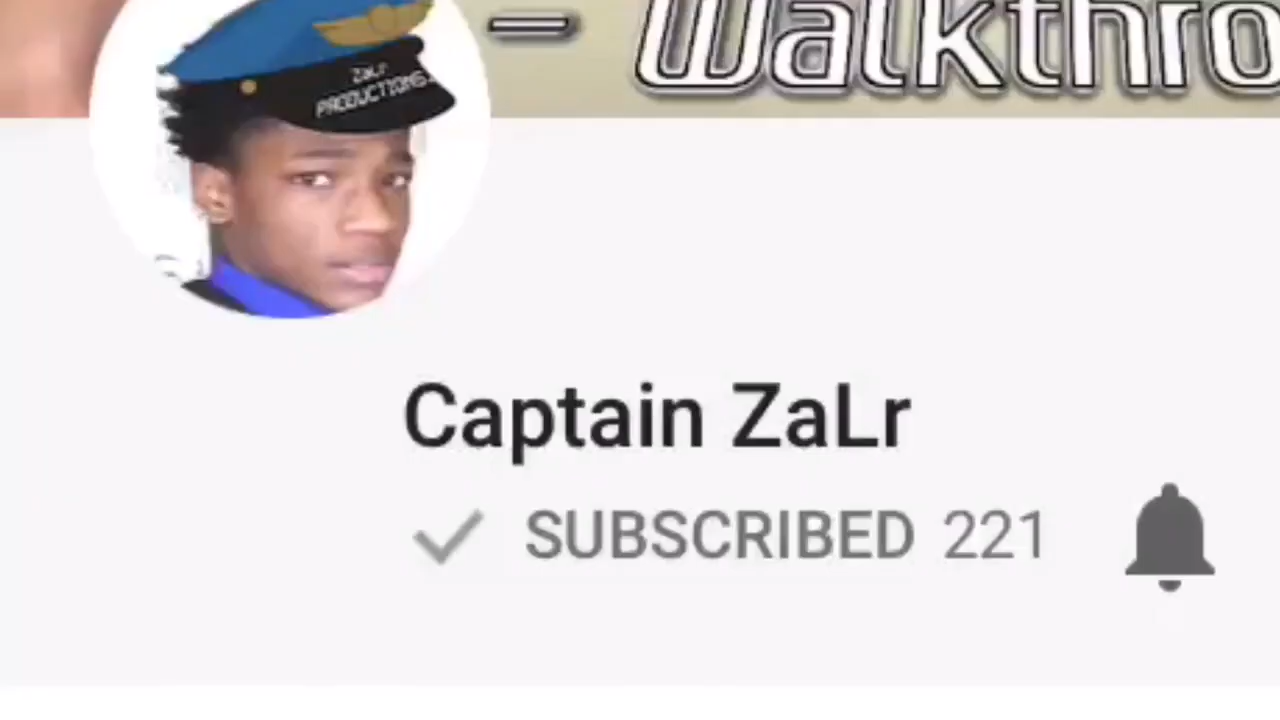 - Walkthro
ZaLr
PRODUCTIONS
Captain ZaLr
SUBSCRIBED 221